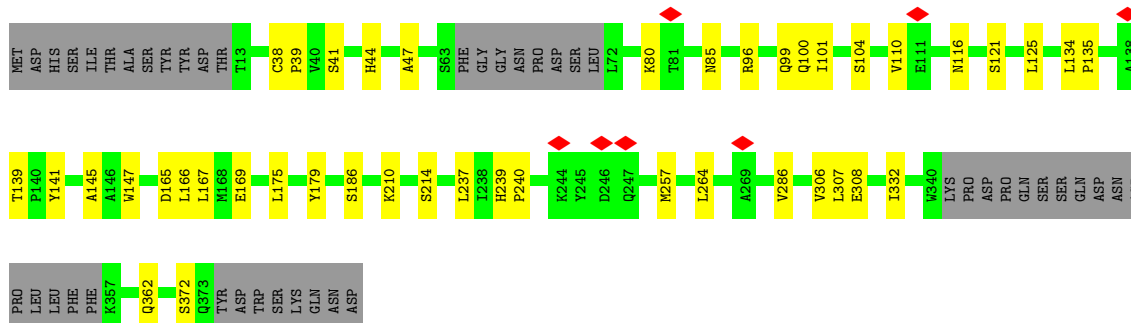 MET ASP HIS SER ILE THR ALA SER TYR TYR ASP THR T13 C38 P39 V40 S41 H44 A47 S63 PHE GLY GLY ASN PRO ASP SER LEU L72 K80 T81 N85 R96 Q99 Q100 I101 S104 V110 E111 N116 S121 L125 L134 P135 A138
T139 P140 Y141 A145 A146 W147 D165 L166 L167 M168 E169 L175 Y179 S186 K210 S214 L237 I238 H239 P240 K244 Y245 D246 Q247 M257 L264 A269 V286 V306 L307 E308 I332 W340 LYS PRO ASP PRO GLN SER SER GLN ASP ASN
PRO LEU LEU PHE PHE K357 Q362 S372 Q373 TYR ASP TRP SER LYS GLN ASN ASP